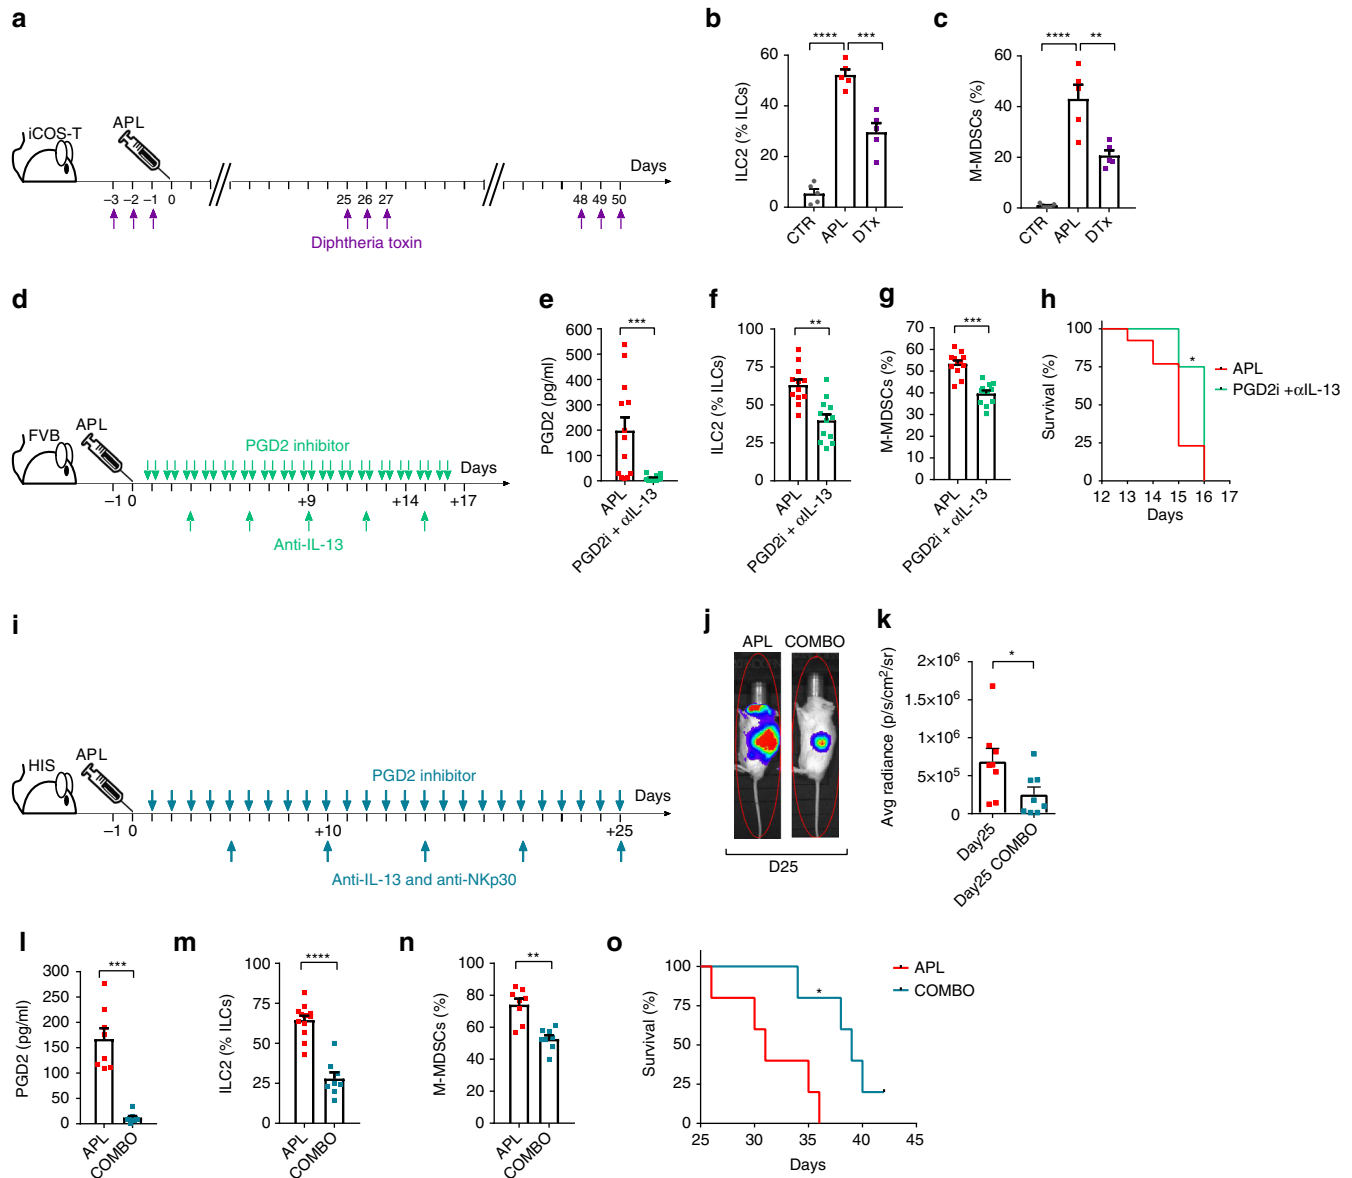 a
iCOS-T
APL
Days
–3 –2 –1 0 25 26 27 48 49 50
Diphtheria toxin
b
ILC2 (% ILCs)
60
40
20
0
**** ***
CTR APL DTx
c
M-MDSCs (%)
60
40
20
0
**** **
CTR APL DTx
d
FVB
APL
PGD2 inhibitor
Days
–1 0 +9 +14 +17
Anti-IL-13
e
PGD2 (pg/ml)
600
500
400
300
200
100
0
***
APL
PGD2i + αIL-13
f
ILC2 (% ILCs)
100
75
50
25
0
**
APL
PGD2i + αIL-13
g
M-MDSCs (%)
70
60
50
40
30
20
10
0
***
APL
PGD2i + αIL-13
h
Survival (%)
100
75
50
25
0
*
12 13 14 15 16 17
Days
APL
PGD2i +αIL-13
i
HIS
APL
PGD2 inhibitor
Days
–1 0 +10 +25
Anti-IL-13 and anti-NKp30
j
APL COMBO
D25
k
Avg radiance (p/s/cm²/sr)
2×10⁶
1.5×10⁶
1×10⁶
5×10⁵
0
*
Day25
Day25 COMBO
l
PGD2 (pg/ml)
300
250
200
150
100
50
0
***
APL
COMBO
m
ILC2 (% ILCs)
100
75
50
25
0
****
APL
COMBO
n
M-MDSCs (%)
100
80
60
40
20
0
**
APL
COMBO
o
Survival (%)
100
75
50
25
0
*
25 30 35 40 45
Days
APL
COMBO